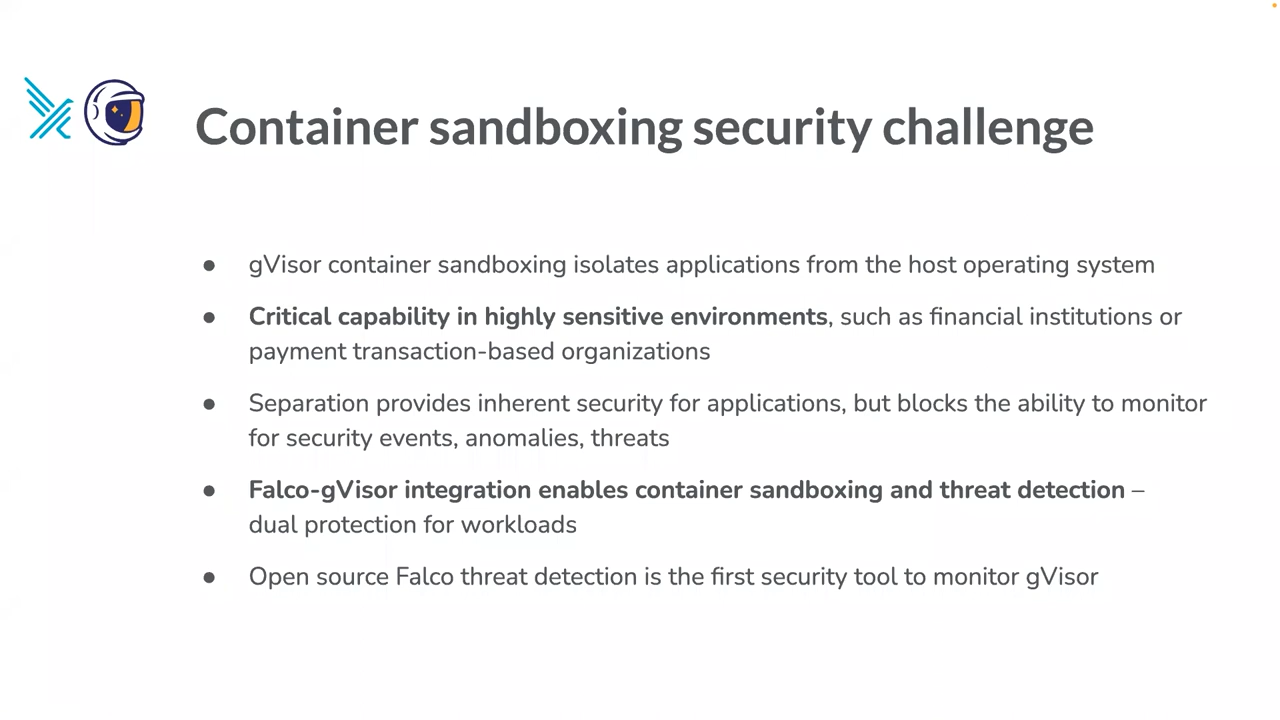 Container sandboxing security challenge
● gVisor container sandboxing isolates applications from the host operating system
● Critical capability in highly sensitive environments, such as financial institutions or
payment transaction-based organizations
● Separation provides inherent security for applications, but blocks the ability to monitor
for security events, anomalies, threats
● Falco-gVisor integration enables container sandboxing and threat detection –
dual protection for workloads
● Open source Falco threat detection is the first security tool to monitor gVisor